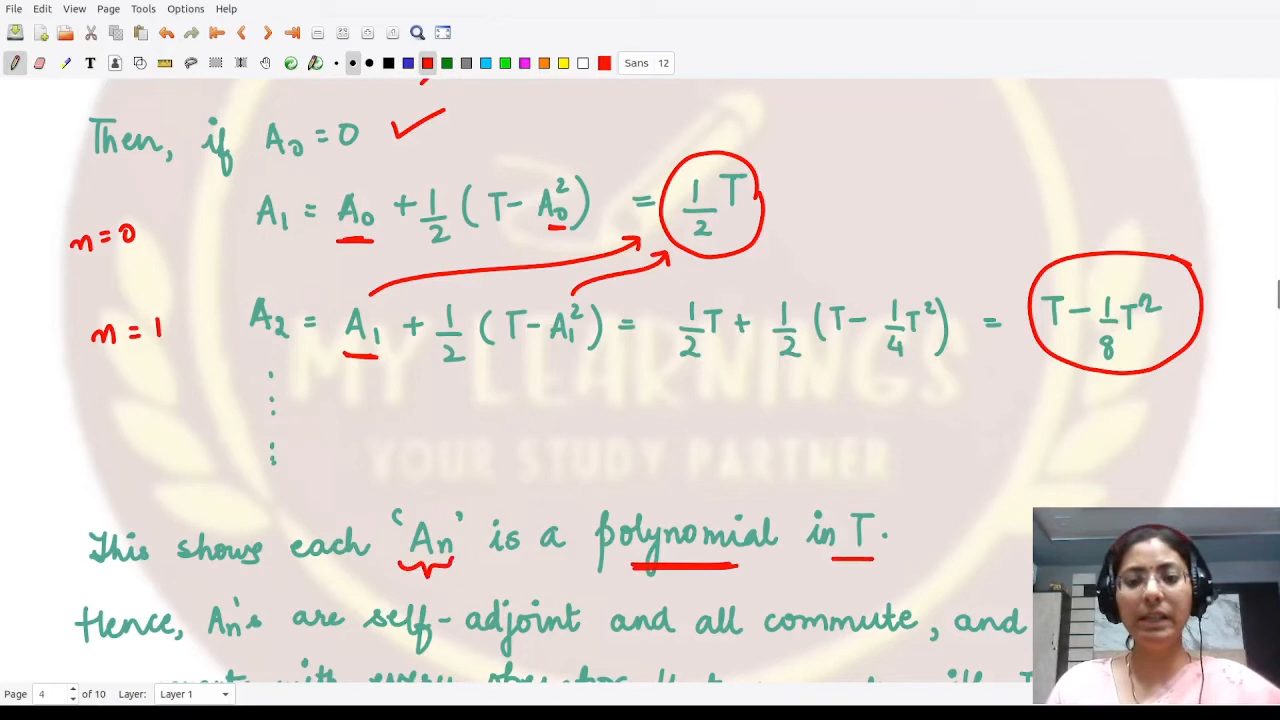 File Edit View Page Tools Options Help
Sans 12
Then, if A₀ = 0
A₁ = A₀ + 1/2 (T − A₀²) = 1/2 T
n = 0
A₂ = A₁ + 1/2 (T − A₁²) = 1/2 T + 1/2 (T − 1/4 T²) = T − 1/8 T²
n = 1
MY LEARNINGS
YOUR STUDY PARTNER
This shows each 'An' is a polynomial in T.
Hence, An's are self-adjoint and all commute, and
with every
Page 4 of 10 Layer: Layer 1